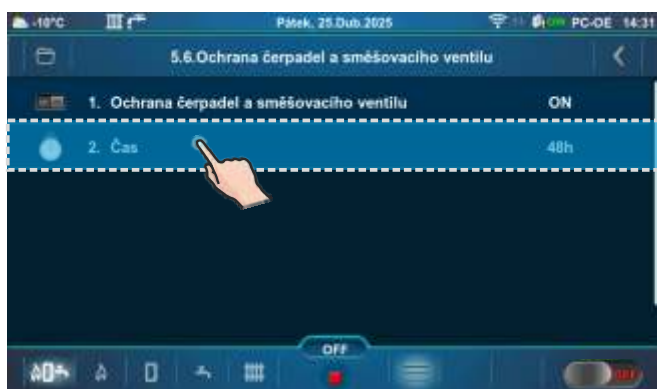 -10°C Pátek, 25.Dub.2025 PC-OE 14:31
5.6.Ochrana čerpadel a směšovacího ventilu
1. Ochrana čerpadel a směšovacího ventilu ON
2. Čas 48h
OFF
OFF